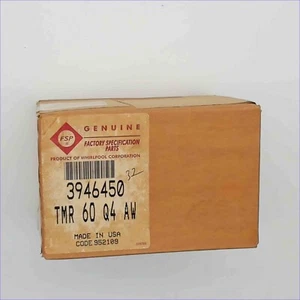 FSP
GENUINE
FACTORY SPECIFICATION
PARTS
PRODUCT OF WHIRLPOOL CORPORATION
32
3946450
TMR 60 Q4 AW
MADE IN USA
CODE 952109